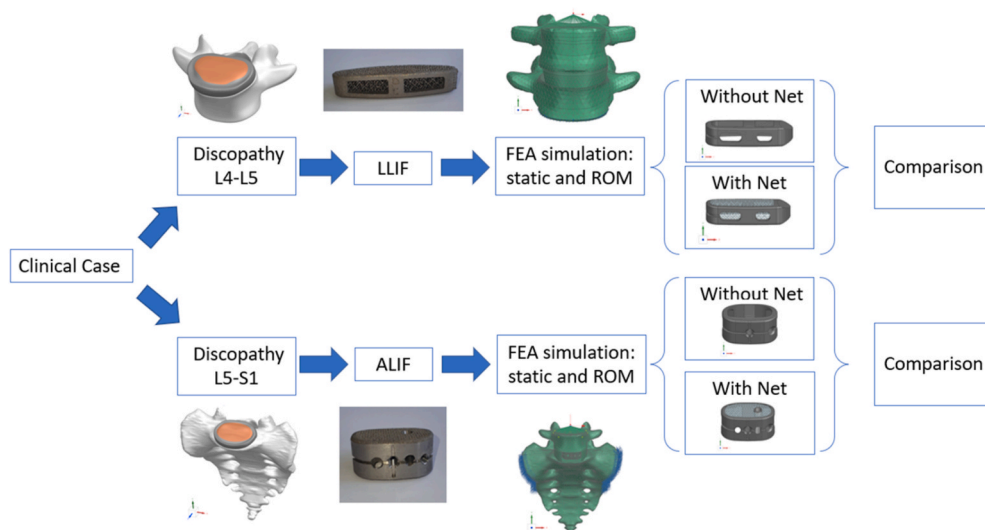 Without Net
Discopathy
L4-L5
LLIF
FEA simulation:
static and ROM
With Net
Comparison
Clinical Case
Without Net
Discopathy
L5-S1
ALIF
FEA simulation:
static and ROM
With Net
Comparison